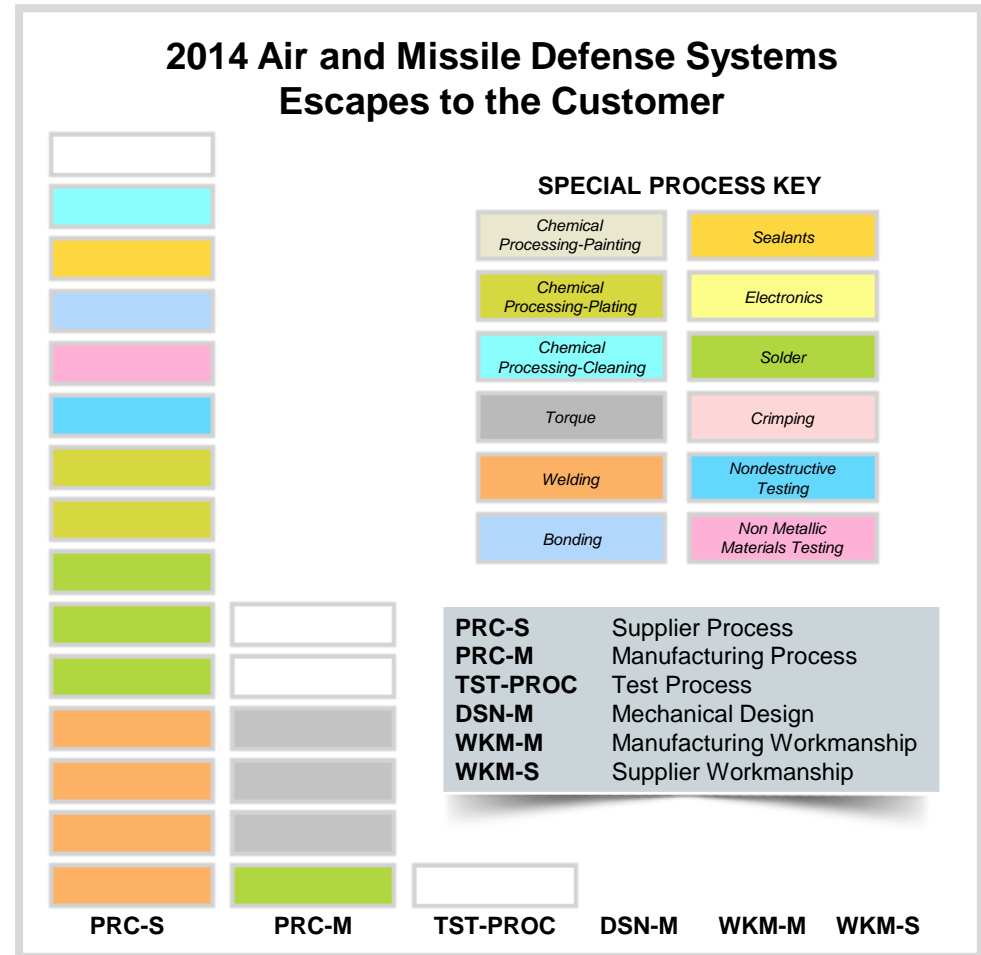 2014 Air and Missile Defense Systems
Escapes to the Customer
SPECIAL PROCESS KEY
Chemical
Processing-Painting
Sealants
Chemical
Processing-Plating
Electronics
Chemical
Processing-Cleaning
Solder
Torque
Crimping
Welding
Nondestructive
Testing
Bonding
Non Metallic
Materials Testing
PRC-S Supplier Process
PRC-M Manufacturing Process
TST-PROC Test Process
DSN-M Mechanical Design
WKM-M Manufacturing Workmanship
WKM-S Supplier Workmanship
PRC-S PRC-M TST-PROC DSN-M WKM-M WKM-S